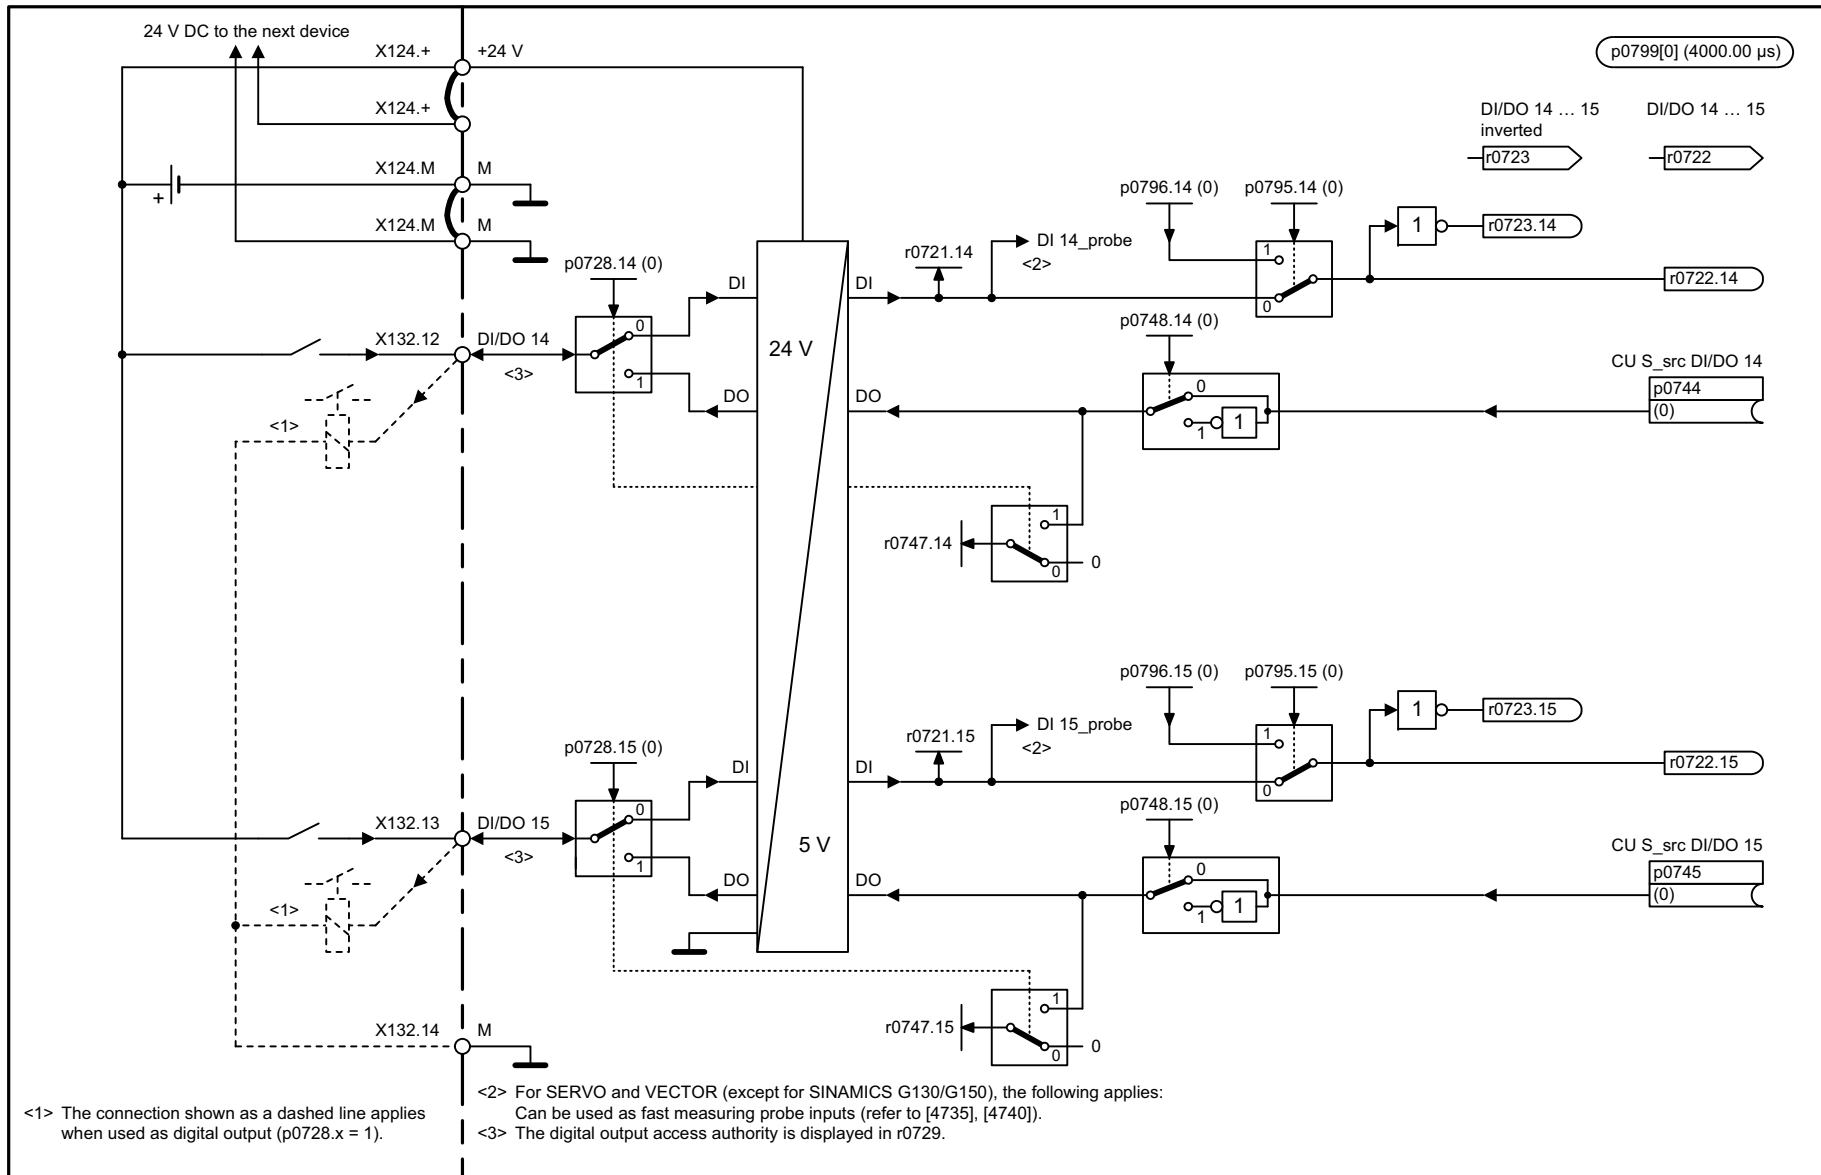 24 V DC to the next device
X124.+
+24 V
p0799[0] (4000.00 µs)
X124.+
DI/DO 14 … 15
inverted
DI/DO 14 … 15
r0723
r0722
X124.M
M
+
X124.M
M
p0796.14 (0)
p0795.14 (0)
1
r0723.14
DI 14_probe
<2>
r0721.14
1
0
r0722.14
p0728.14 (0)
DI
DI
0
1
X132.12
DI/DO 14
<3>
24 V
p0748.14 (0)
CU S_src DI/DO 14
p0744
(0)
0
1
1
DO
DO
<1>
1
0
0
r0747.14
p0796.15 (0)
p0795.15 (0)
1
r0723.15
DI 15_probe
<2>
r0721.15
1
0
r0722.15
p0728.15 (0)
DI
DI
0
1
X132.13
DI/DO 15
<3>
5 V
p0748.15 (0)
CU S_src DI/DO 15
p0745
(0)
0
1
1
DO
DO
<1>
1
0
0
r0747.15
X132.14
M
<1> The connection shown as a dashed line applies
when used as digital output (p0728.x = 1).
<2> For SERVO and VECTOR (except for SINAMICS G130/G150), the following applies:
Can be used as fast measuring probe inputs (refer to [4735], [4740]).
<3> The digital output access authority is displayed in r0729.